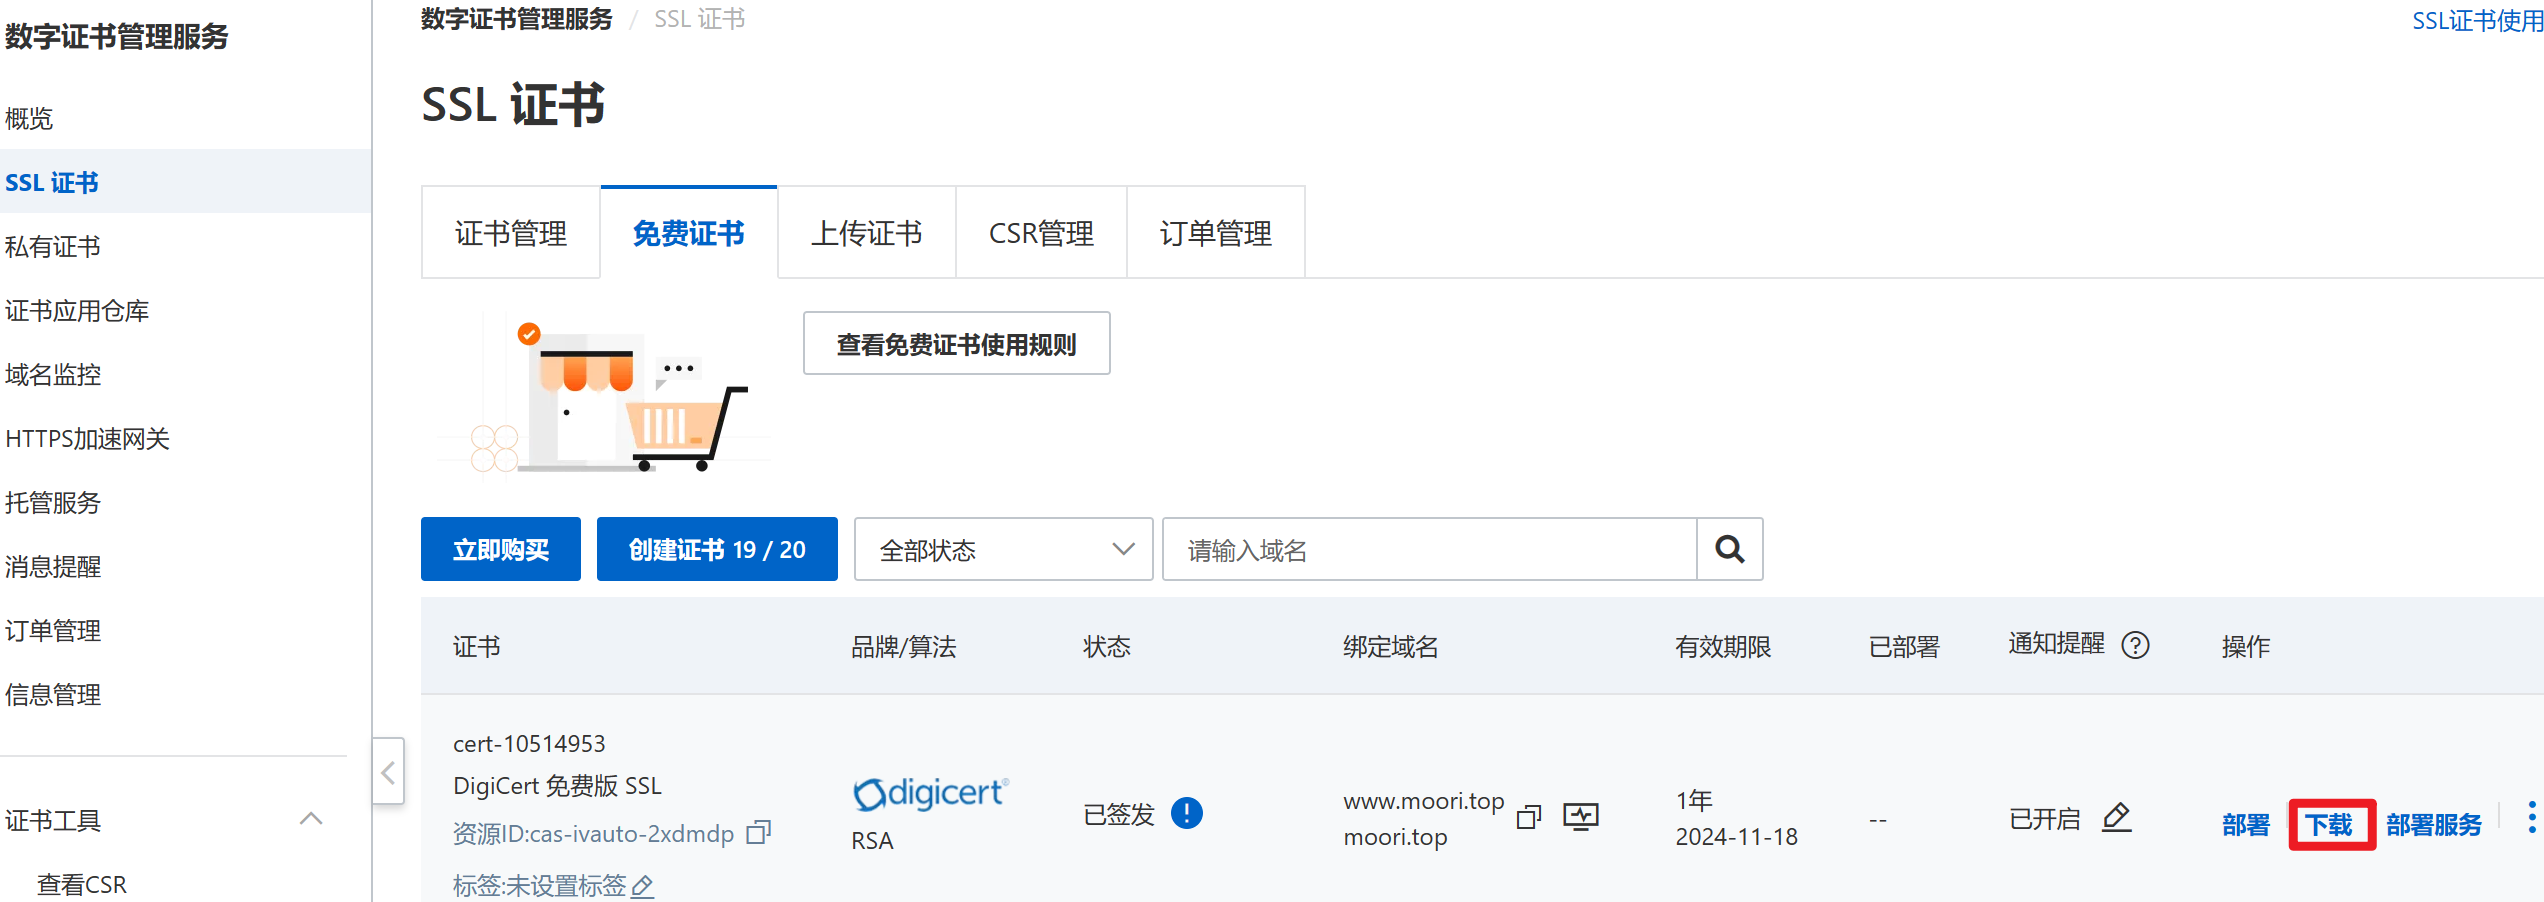 数字证书管理服务
概览
SSL 证书
私有证书
证书应用仓库
域名监控
HTTPS加速网关
托管服务
消息提醒
订单管理
信息管理
证书工具
查看CSR
数字证书管理服务 / SSL 证书
SSL证书使用
SSL 证书
证书管理 免费证书 上传证书 CSR管理 订单管理
查看免费证书使用规则
立即购买 创建证书 19 / 20 全部状态 请输入域名
证书 品牌/算法 状态 绑定域名 有效期限 已部署 通知提醒 操作
cert-10514953
DigiCert 免费版 SSL
资源ID:cas-ivauto-2xdmdp
标签:未设置标签
digicert®
RSA
已签发
www.moori.top
moori.top
1年
2024-11-18
--
已开启
部署 下载 部署服务